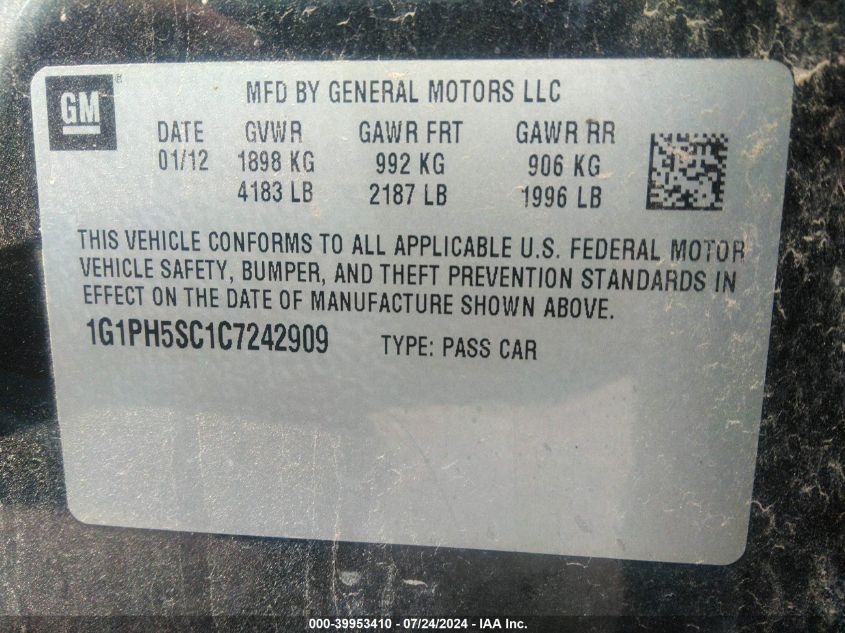 GM ®
MFD BY GENERAL MOTORS LLC
DATE GVWR GAWR FRT GAWR RR
01/12 1898 KG 992 KG 906 KG
4183 LB 2187 LB 1996 LB
THIS VEHICLE CONFORMS TO ALL APPLICABLE U.S. FEDERAL MOTOR
VEHICLE SAFETY, BUMPER, AND THEFT PREVENTION STANDARDS IN
EFFECT ON THE DATE OF MANUFACTURE SHOWN ABOVE.
1G1PH5SC1C7242909 TYPE: PASS CAR
000-39953410 - 07/24/2024 - IAA Inc.